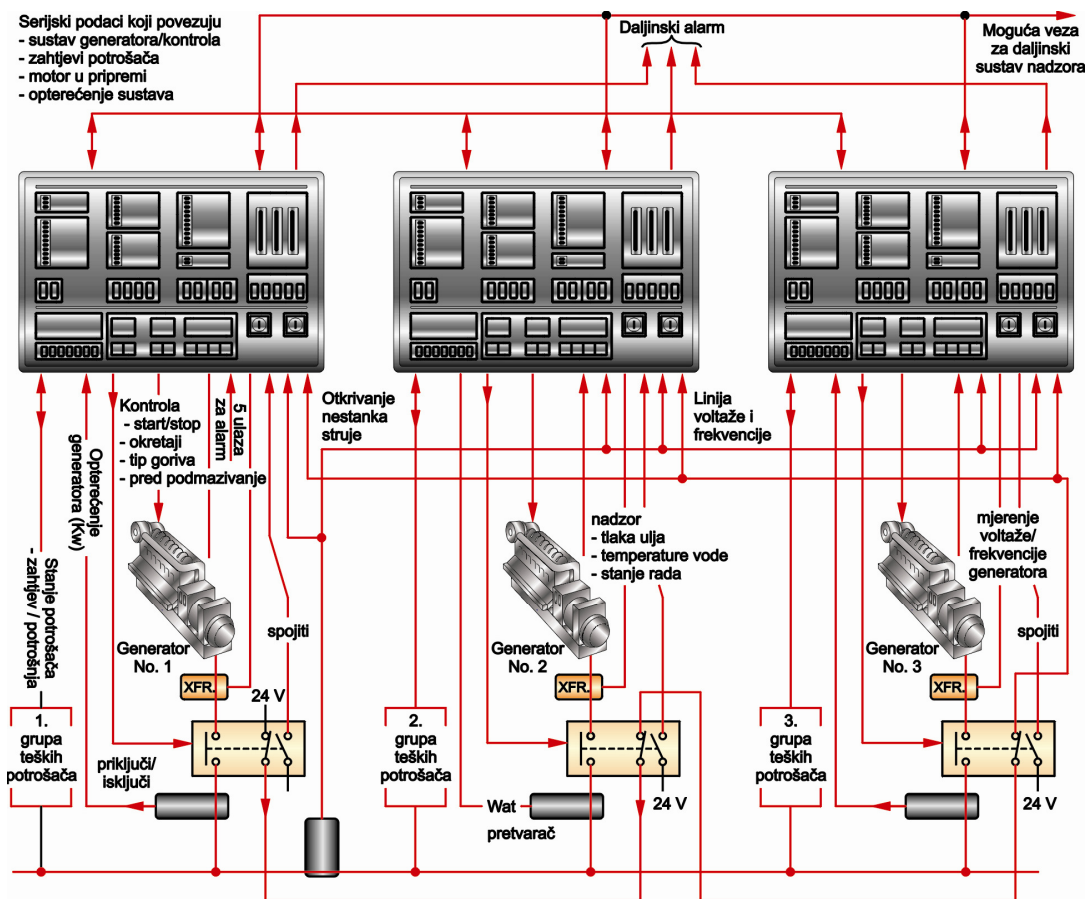 Serijski podaci koji povezuju
- sustav generatora/kontrola
- zahtjevi potrošača
- motor u pripremi
- opterećenje sustava
Daljinski alarm
Moguća veza
za daljinski
sustav nadzora
Kontrola
- start/stop
- okretaji
- tip goriva
- pred podmazivanje
5 ulaza
za alarm
Opterećenje
generatora (Kw)
Stanje potrošača
- zahtjev / potrošnja
Otkrivanje
nestanka
struje
Linija
voltaže i
frekvencije
nadzor
- tlaka ulja
- temperature vode
- stanje rada
mjerenje
voltaže/
frekvencije
generatora
Generator
No. 1
spojiti
Generator
No. 2
Generator
No. 3
spojiti
XFR.
24 V
XFR.
XFR.
1.
grupa
teških
potrošača
priključi/
isključi
2.
grupa
teških
potrošača
3.
grupa
teških
potrošača
24 V
24 V
Wat
pretvarač